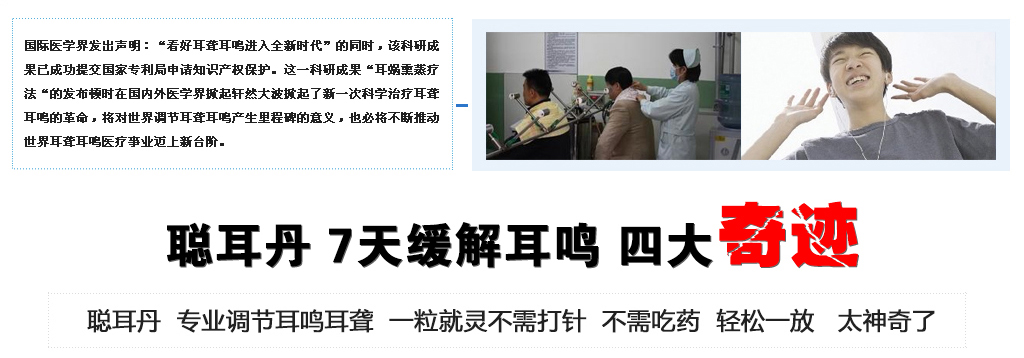 国际医学界发出声明：“看好耳聋耳鸣进入全新时代”的同时，该科研成
果已成功提交国家专利局申请知识产权保护。这一科研成果“耳蜗熏蒸疗
法“的发布顿时在国内外医学界掀起轩然大波掀起了新一次科学治疗耳聋
耳鸣的革命，将对世界调节耳聋耳鸣产生里程碑的意义，也必将不断推动
世界耳聋耳鸣医疗事业迈上新台阶。
聪耳丹 7天缓解耳鸣 四大奇迹
聪耳丹 专业调节耳鸣耳聋 一粒就灵不需打针 不需吃药 轻松一放 太神奇了